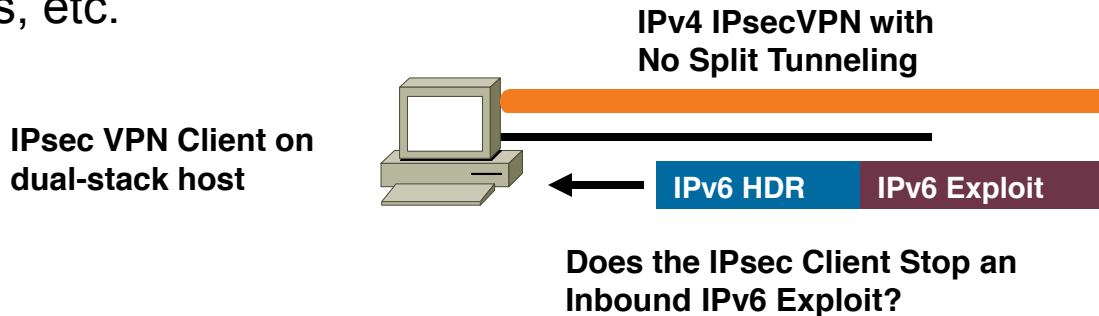 s, etc.
IPv4 IPsecVPN with
No Split Tunneling
IPsec VPN Client on
dual-stack host
IPv6 HDR IPv6 Exploit
Does the IPsec Client Stop an
Inbound IPv6 Exploit?